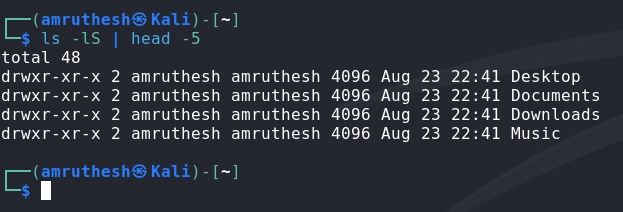 ┌──(amruthesh㉿Kali)-[~]
└─$ ls -lS | head -5
total 48
drwxr-xr-x 2 amruthesh amruthesh 4096 Aug 23 22:41 Desktop
drwxr-xr-x 2 amruthesh amruthesh 4096 Aug 23 22:41 Documents
drwxr-xr-x 2 amruthesh amruthesh 4096 Aug 23 22:41 Downloads
drwxr-xr-x 2 amruthesh amruthesh 4096 Aug 23 22:41 Music
┌──(amruthesh㉿Kali)-[~]
└─$